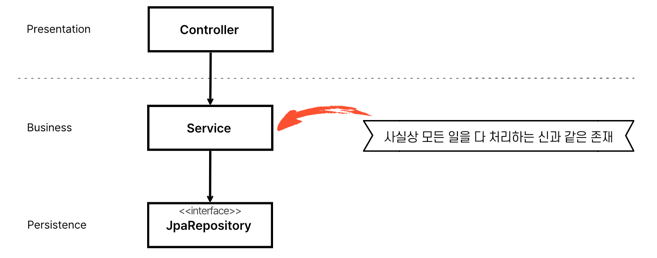 Presentation
Controller
Business
Service
사실상 모든 일을 다 처리하는 신과 같은 존재
Persistence
<<interface>>
JpaRepository